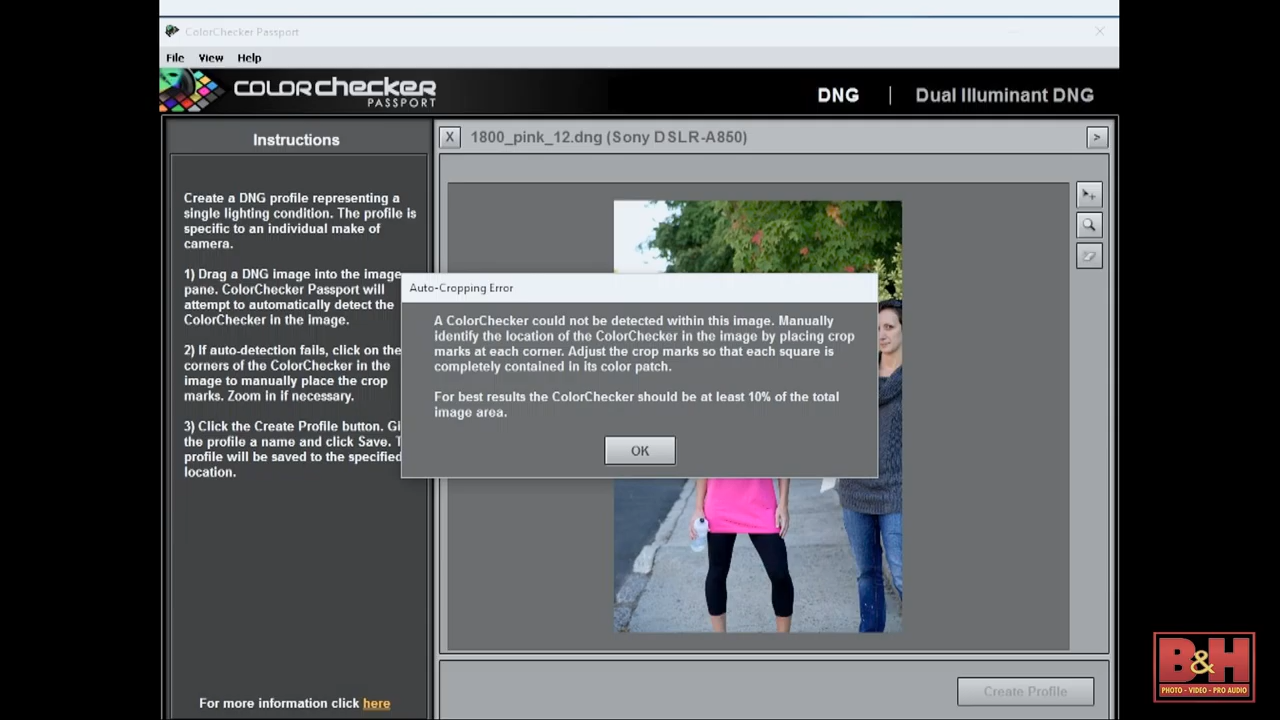 ColorChecker Passport
File View Help
COLORCHECKER
PASSPORT
DNG | Dual Illuminant DNG
Instructions
X 1800_pink_12.dng (Sony DSLR-A850) >
Create a DNG profile representing a
single lighting condition. The profile is
specific to an individual make of
camera.
1) Drag a DNG image into the image
pane. ColorChecker Passport will
attempt to automatically detect the
ColorChecker in the image.
2) If auto-detection fails, click on the
corners of the ColorChecker in the
image to manually place the crop
marks. Zoom in if necessary.
3) Click the Create Profile button. Gi
the profile a name and click Save. T
profile will be saved to the specified
location.
For more information click here
Auto-Cropping Error
A ColorChecker could not be detected within this image. Manually
identify the location of the ColorChecker in the image by placing crop
marks at each corner. Adjust the crop marks so that each square is
completely contained in its color patch.
For best results the ColorChecker should be at least 10% of the total
image area.
OK
Create Profile
B&H
PHOTO - VIDEO - PRO AUDIO